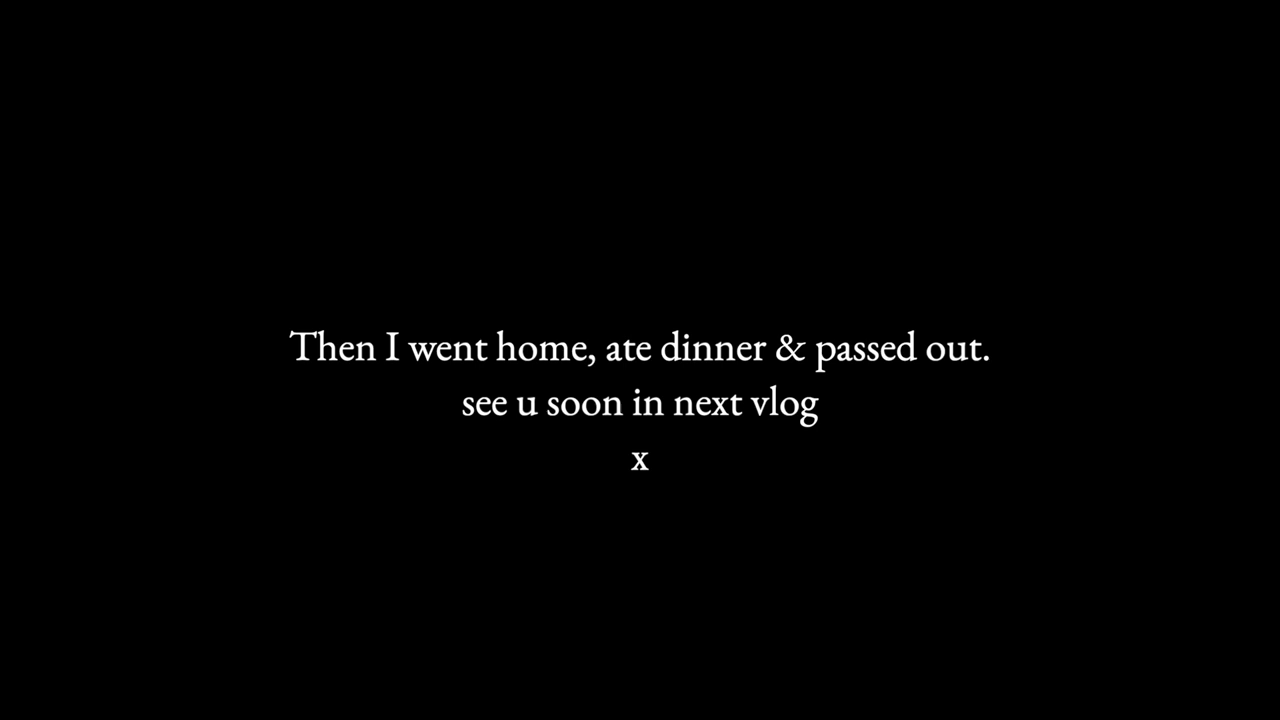 Then I went home, ate dinner & passed out.
see u soon in next vlog
x